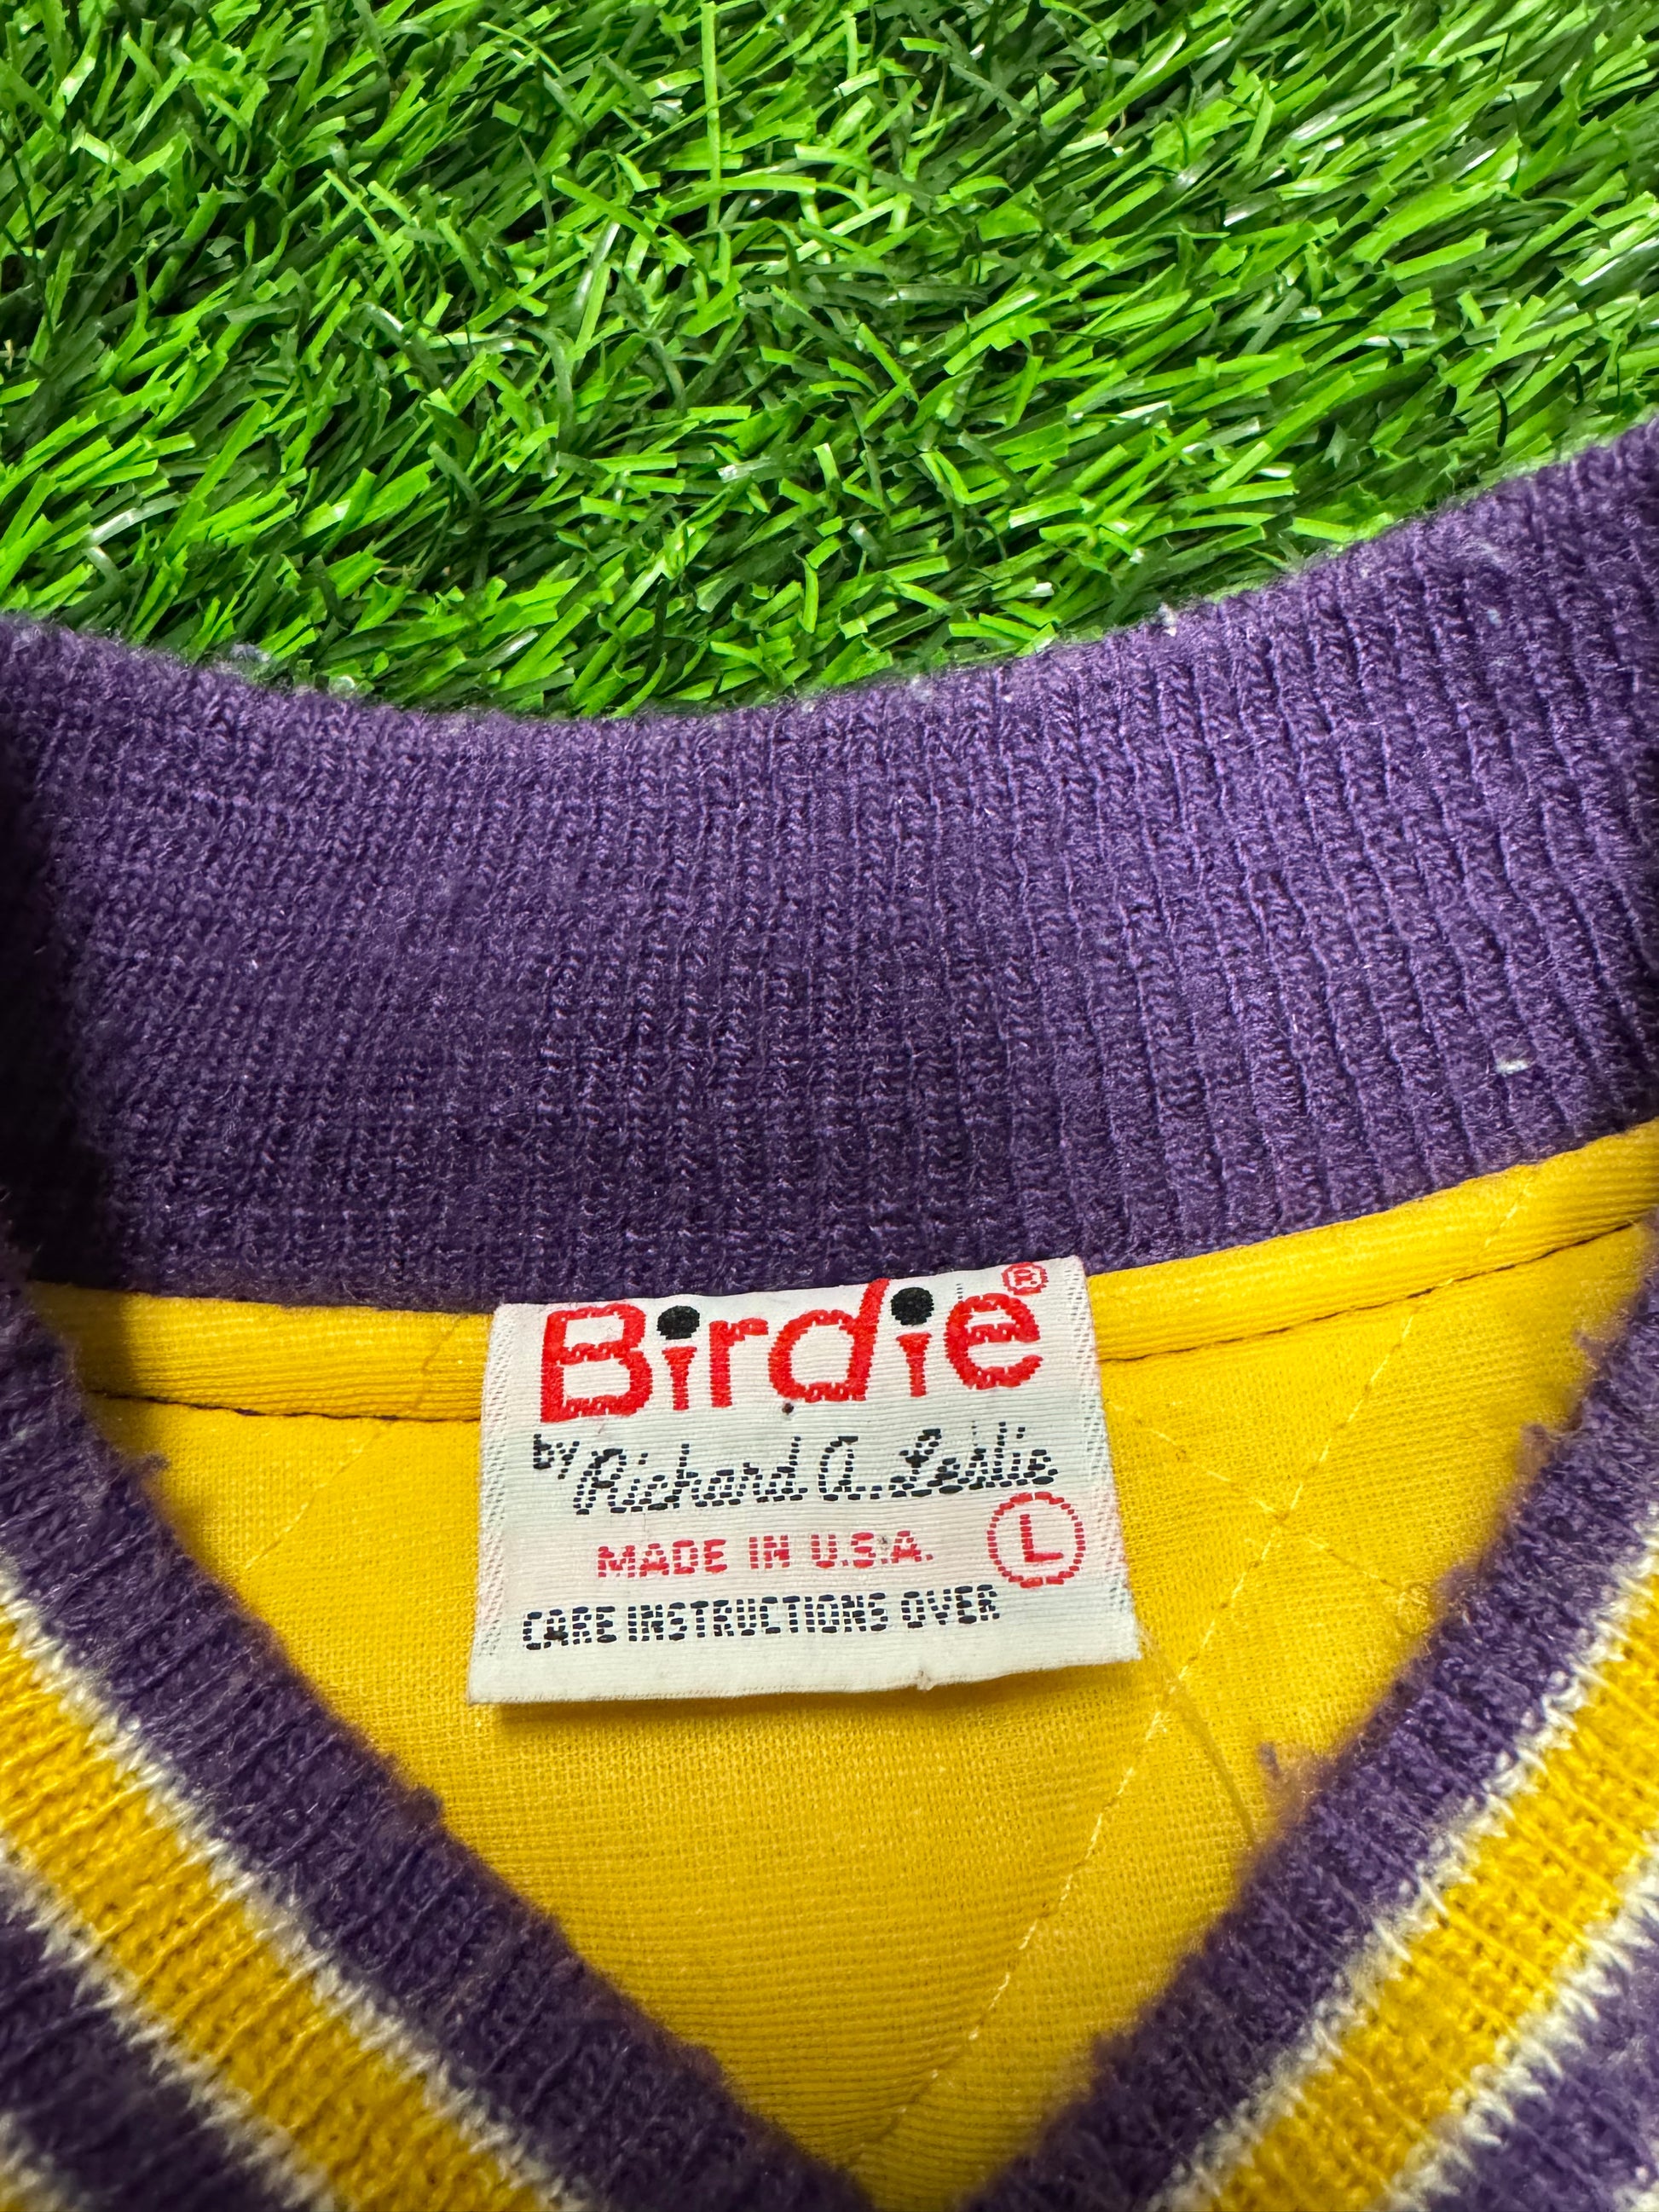 Birdie®
by Richard A. Leslie
MADE IN U.S.A. L
CARE INSTRUCTIONS OVER